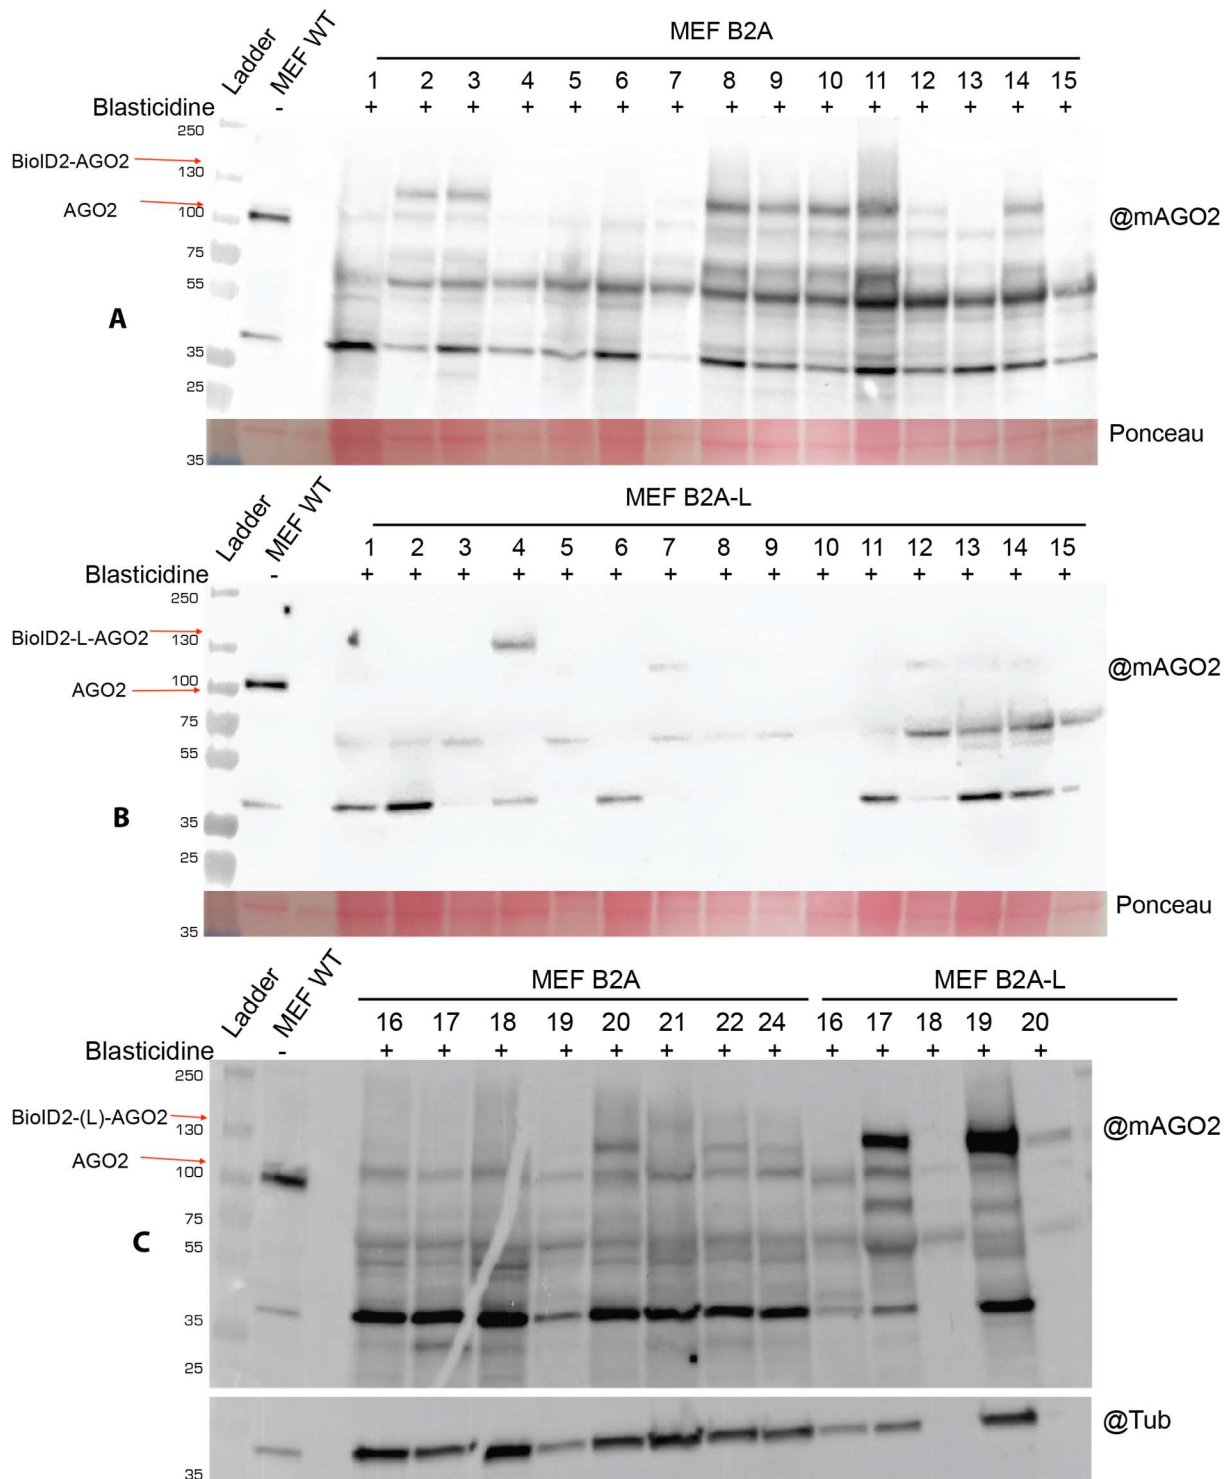 Ladder
MEF WT
MEF B2A
1 2 3 4 5 6 7 8 9 10 11 12 13 14 15
Blasticidine - + + + + + + + + + + + + + + +
250
BioID2-AGO2
130
AGO2
100
@mAGO2
75
55
A
35
25
Ponceau
35
Ladder
MEF WT
MEF B2A-L
1 2 3 4 5 6 7 8 9 10 11 12 13 14 15
Blasticidine - + + + + + + + + + + + + + + +
250
BioID2-L-AGO2
130
@mAGO2
100
AGO2
75
55
B
35
25
Ponceau
35
Ladder
MEF WT
MEF B2A MEF B2A-L
16 17 18 19 20 21 22 24 16 17 18 19 20
Blasticidine - + + + + + + + + + + + + +
250
BioID2-(L)-AGO2
130
@mAGO2
AGO2
100
75
C
55
35
25
@Tub
35